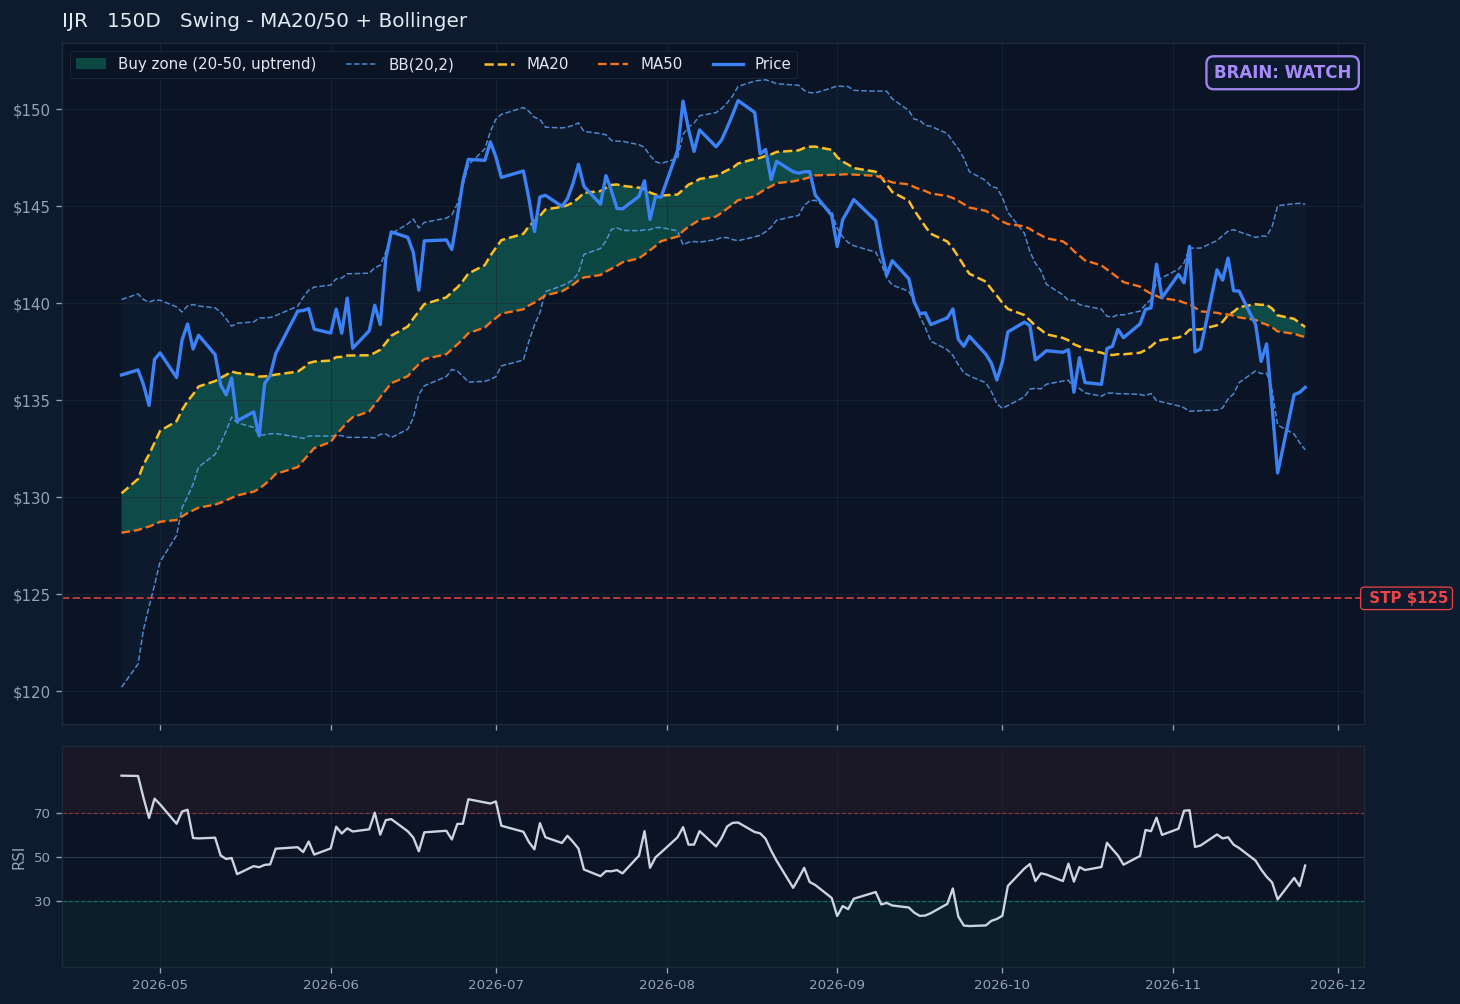 IJR   150D   Swing - MA20/50 + Bollinger
Buy zone (20-50, uptrend)   BB(20,2)   MA20   MA50   Price
BRAIN: WATCH
$150
$145
$140
$135
$130
$125
$120
STP $125
RSI
70
50
30
2026-05   2026-06   2026-07   2026-08   2026-09   2026-10   2026-11   2026-12